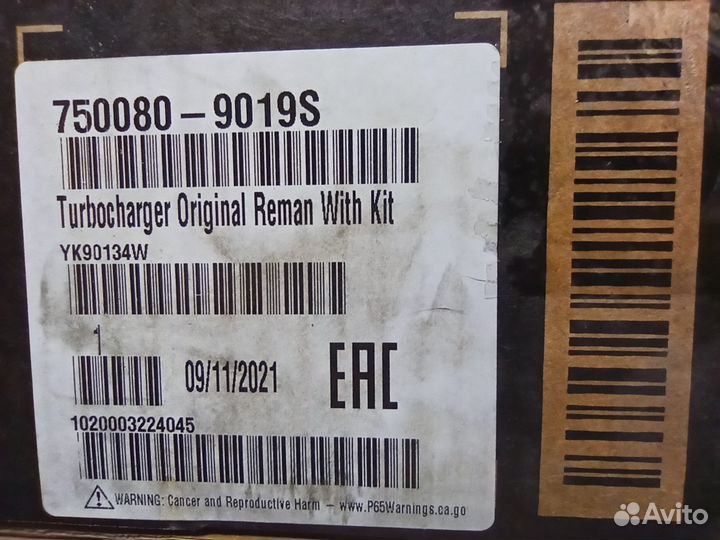 750080-9019S
Turbocharger Original Reman With Kit
YK90134W
1
09/11/2021
EAC
1020003224045
WARNING: Cancer and Reproductive Harm - www.P65Warnings.ca.go
Avito